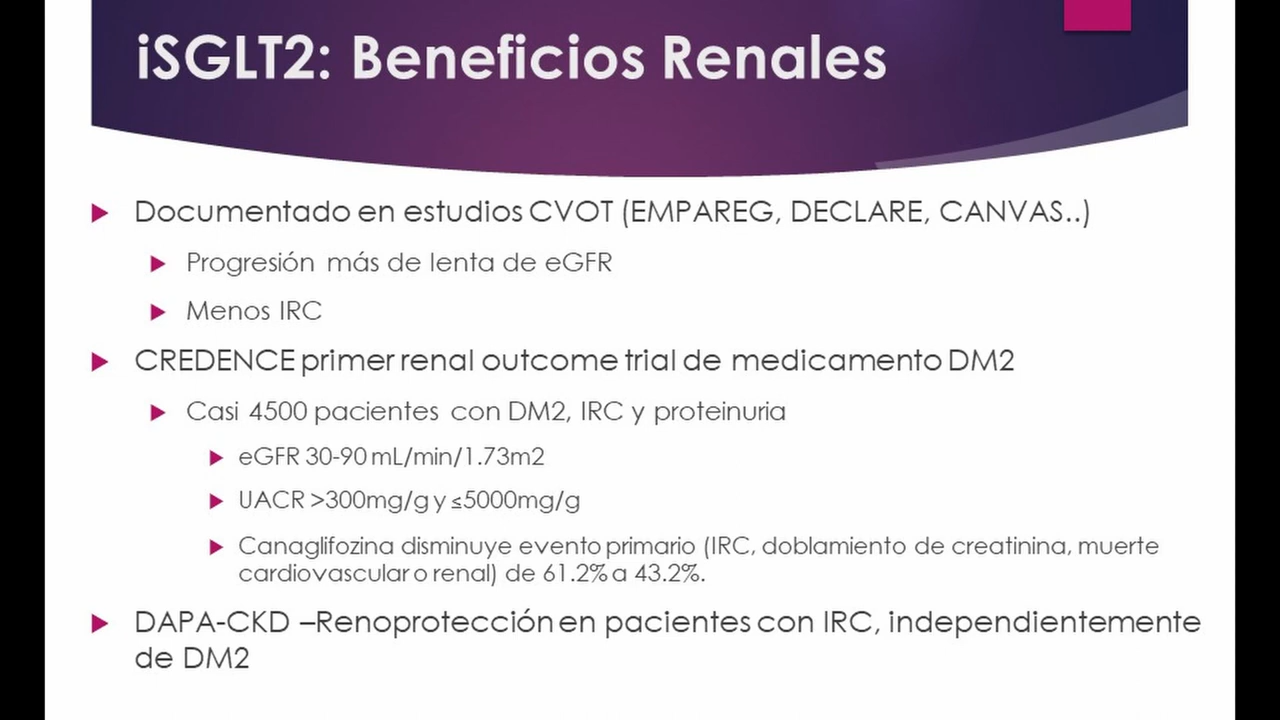 iSGLT2: Beneficios Renales
Documentado en estudios CVOT (EMPAREG, DECLARE, CANVAS..)
Progresión más de lenta de eGFR
Menos IRC
CREDENCE primer renal outcome trial de medicamento DM2
Casi 4500 pacientes con DM2, IRC y proteinuria
eGFR 30-90 mL/min/1.73m2
UACR >300mg/g y ≤5000mg/g
Canaglifozina disminuye evento primario (IRC, doblamiento de creatinina, muerte
cardiovascular o renal) de 61.2% a 43.2%.
DAPA-CKD –Renoprotección en pacientes con IRC, independientemente
de DM2